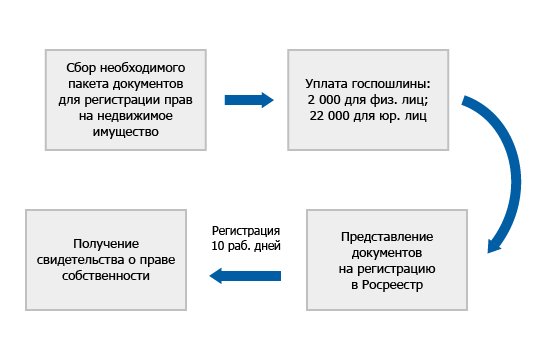 Сбор необходимого
пакета документов
для регистрации прав
на недвижимое
имущество
Уплата госпошлины:
2 000 для физ. лиц;
22 000 для юр. лиц
Представление
документов
на регистрацию
в Росреестр
Регистрация
10 раб. дней
Получение
свидетельства о праве
собственности